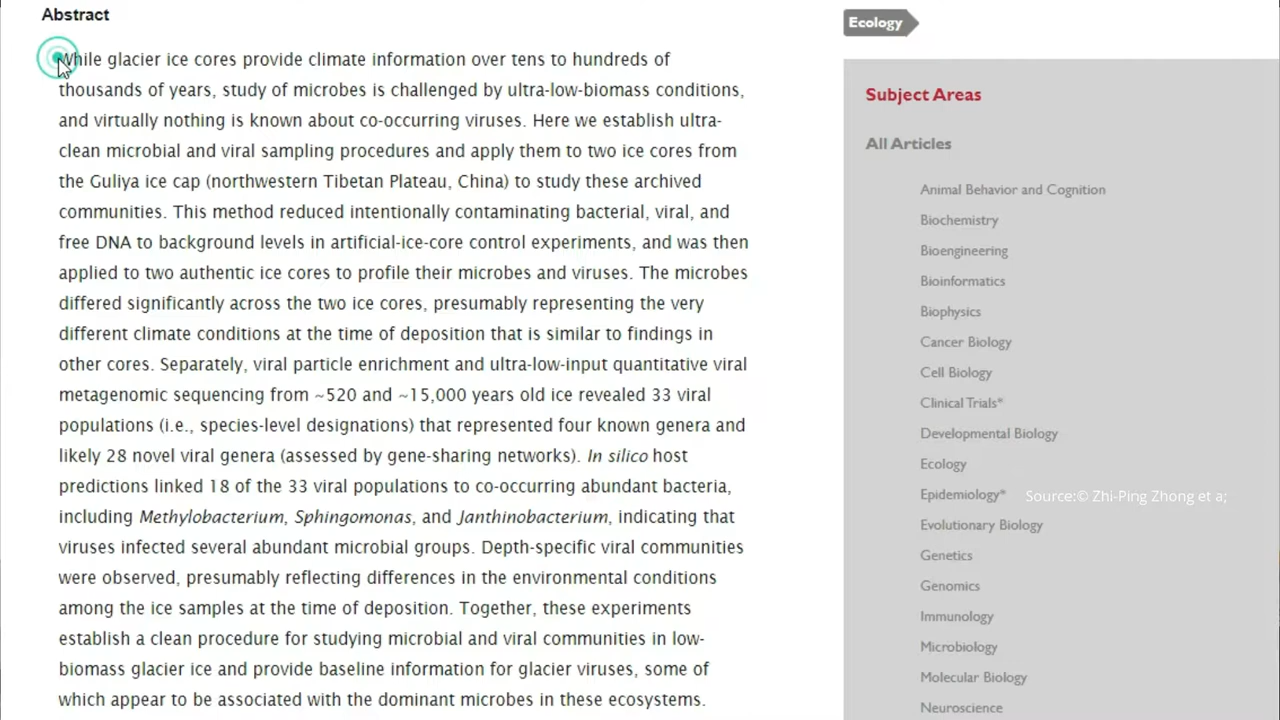 Abstract
While glacier ice cores provide climate information over tens to hundreds of
thousands of years, study of microbes is challenged by ultra-low-biomass conditions,
and virtually nothing is known about co-occurring viruses. Here we establish ultra-
clean microbial and viral sampling procedures and apply them to two ice cores from
the Guliya ice cap (northwestern Tibetan Plateau, China) to study these archived
communities. This method reduced intentionally contaminating bacterial, viral, and
free DNA to background levels in artificial-ice-core control experiments, and was then
applied to two authentic ice cores to profile their microbes and viruses. The microbes
differed significantly across the two ice cores, presumably representing the very
different climate conditions at the time of deposition that is similar to findings in
other cores. Separately, viral particle enrichment and ultra-low-input quantitative viral
metagenomic sequencing from ~520 and ~15,000 years old ice revealed 33 viral
populations (i.e., species-level designations) that represented four known genera and
likely 28 novel viral genera (assessed by gene-sharing networks). In silico host
predictions linked 18 of the 33 viral populations to co-occurring abundant bacteria,
including Methylobacterium, Sphingomonas, and Janthinobacterium, indicating that
viruses infected several abundant microbial groups. Depth-specific viral communities
were observed, presumably reflecting differences in the environmental conditions
among the ice samples at the time of deposition. Together, these experiments
establish a clean procedure for studying microbial and viral communities in low-
biomass glacier ice and provide baseline information for glacier viruses, some of
which appear to be associated with the dominant microbes in these ecosystems.
Ecology
Subject Areas
All Articles
Animal Behavior and Cognition
Biochemistry
Bioengineering
Bioinformatics
Biophysics
Cancer Biology
Cell Biology
Clinical Trials*
Developmental Biology
Ecology
Epidemiology*
Source:© Zhi-Ping Zhong et a;
Evolutionary Biology
Genetics
Genomics
Immunology
Microbiology
Molecular Biology
Neuroscience